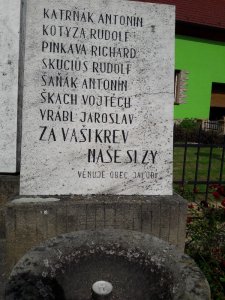 KATRŇÁK ANTONÍN
KOTYZA RUDOLF
PINKAVA RICHARD
SKUCIUS RUDOLF
ŠAŇÁK ANTONÍN
ŠKACH VOJTĚCH
VRÁBL JAROSLAV
ZA VAŠI KREV
NAŠE SLZY
VĚNUJE OBEC